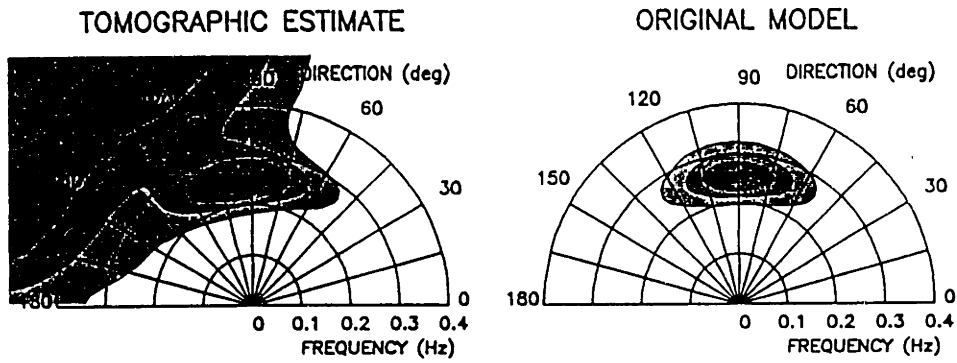 TOMOGRAPHIC ESTIMATE
DIRECTION (deg)
60
30
180
0
0 0.1 0.2 0.3 0.4
FREQUENCY (Hz)
ORIGINAL MODEL
90 DIRECTION (deg)
120 60
150 30
180 0
0 0.1 0.2 0.3 0.4
FREQUENCY (Hz)